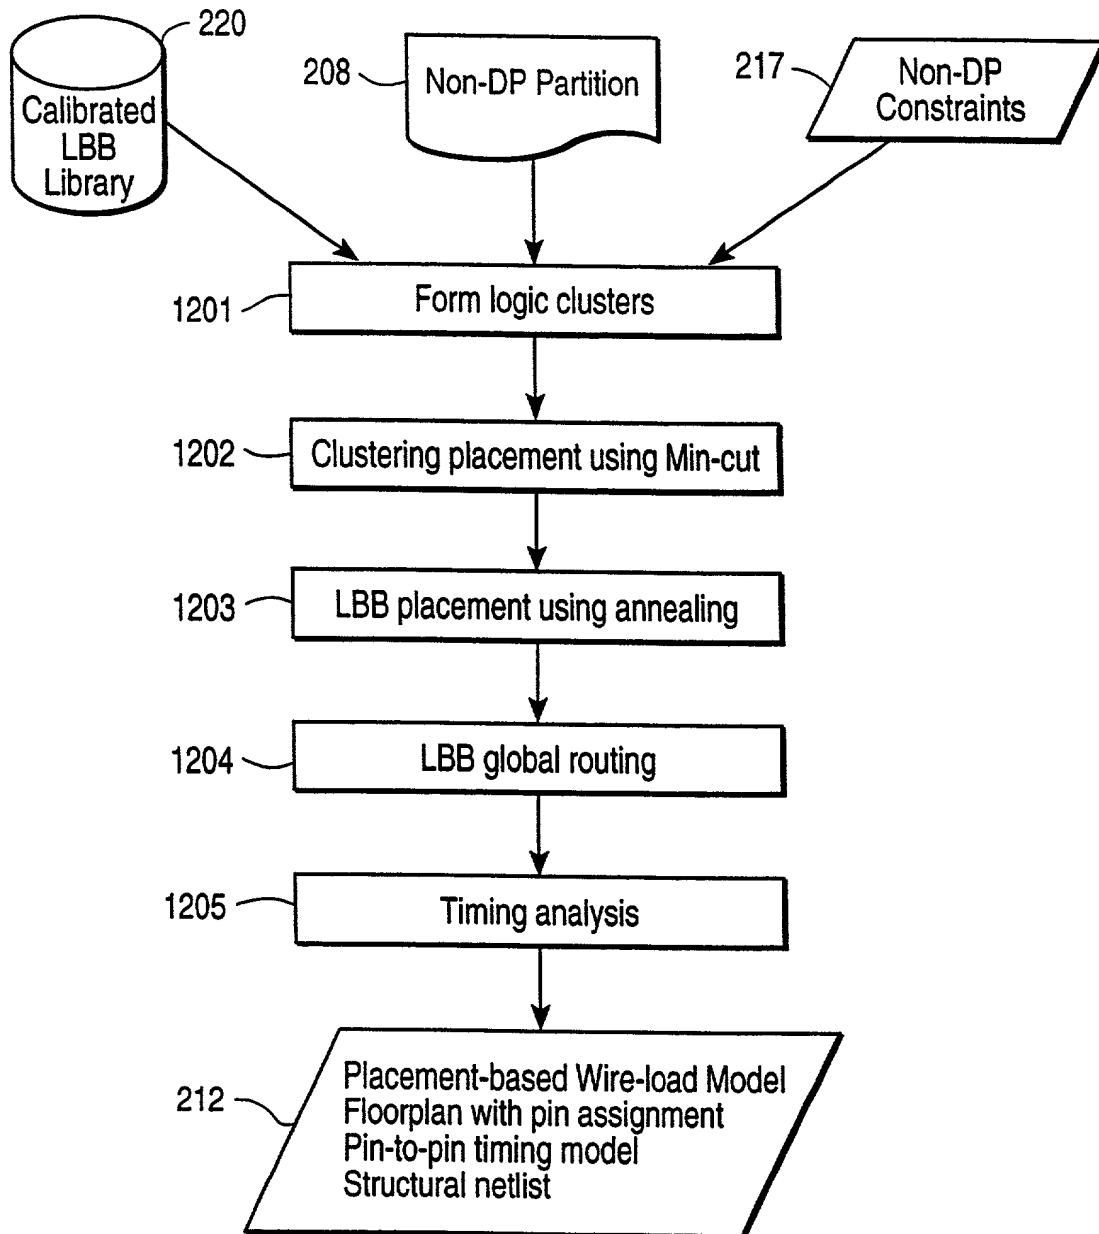 220
Calibrated
LBB
Library
208
Non-DP Partition
217
Non-DP
Constraints
1201
Form logic clusters
1202
Clustering placement using Min-cut
1203
LBB placement using annealing
1204
LBB global routing
1205
Timing analysis
212
Placement-based Wire-load Model
Floorplan with pin assignment
Pin-to-pin timing model
Structural netlist